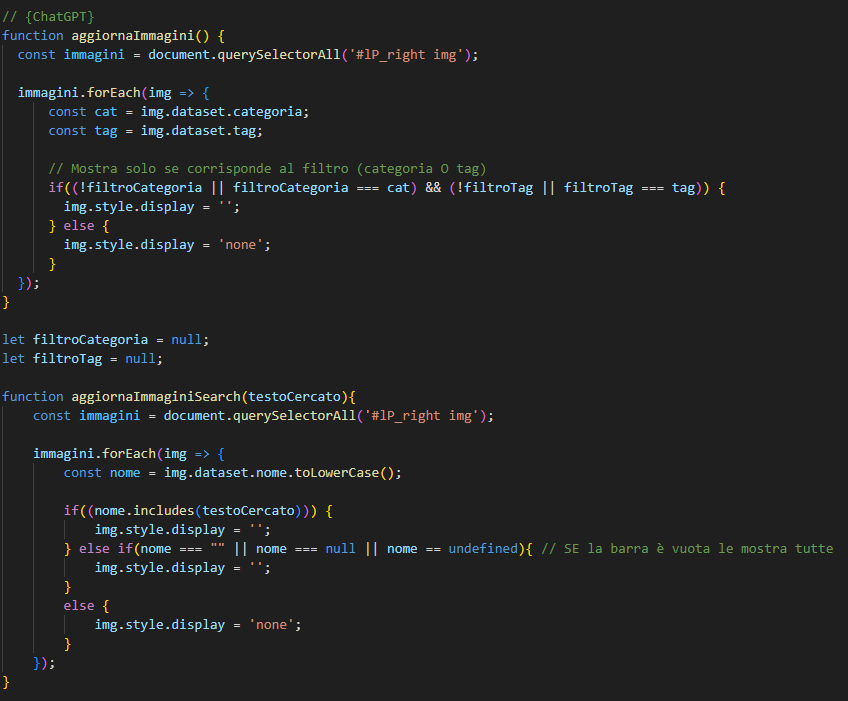 // {ChatGPT}
function aggiornaImmagini() {
  const immagini = document.querySelectorAll('#lP_right img');

  immagini.forEach(img => {
      const cat = img.dataset.categoria;
      const tag = img.dataset.tag;

      // Mostra solo se corrisponde al filtro (categoria O tag)
      if((!filtroCategoria || filtroCategoria === cat) && (!filtroTag || filtroTag === tag)) {
        img.style.display = '';
      } else {
        img.style.display = 'none';
      }
  });
}

let filtroCategoria = null;
let filtroTag = null;

function aggiornaImmaginiSearch(testoCercato){
    const immagini = document.querySelectorAll('#lP_right img');

    immagini.forEach(img => {
        const nome = img.dataset.nome.toLowerCase();

        if((nome.includes(testoCercato))) {
            img.style.display = '';
        } else if(nome === "" || nome === null || nome == undefined){ // SE la barra è vuota le mostra tutte
            img.style.display = '';
        }
        else {
            img.style.display = 'none';
        }
    });
}